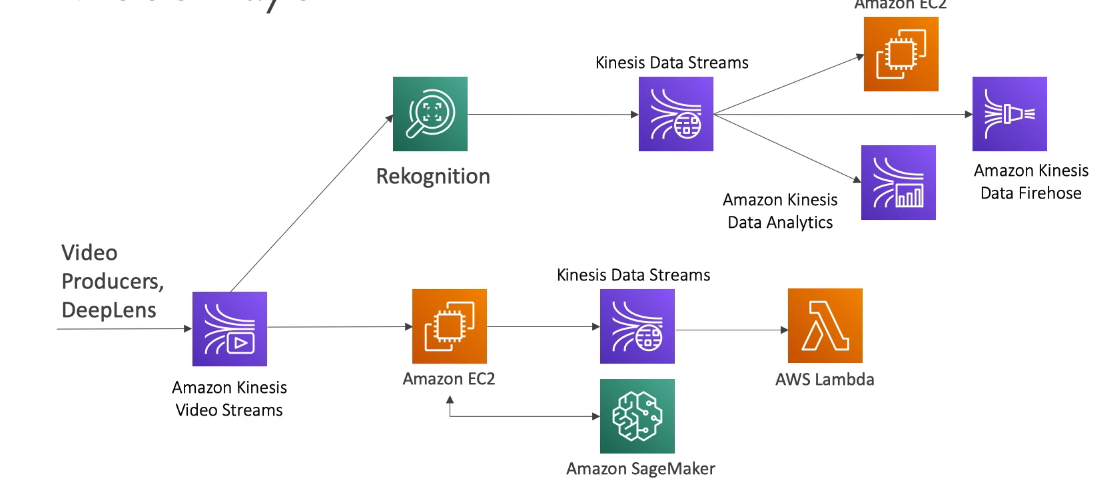 Amazon EC2
Kinesis Data Streams
Rekognition
Amazon Kinesis
Data Firehose
Amazon Kinesis
Data Analytics
Video
Producers,
DeepLens
Kinesis Data Streams
Amazon Kinesis
Video Streams
Amazon EC2
AWS Lambda
Amazon SageMaker